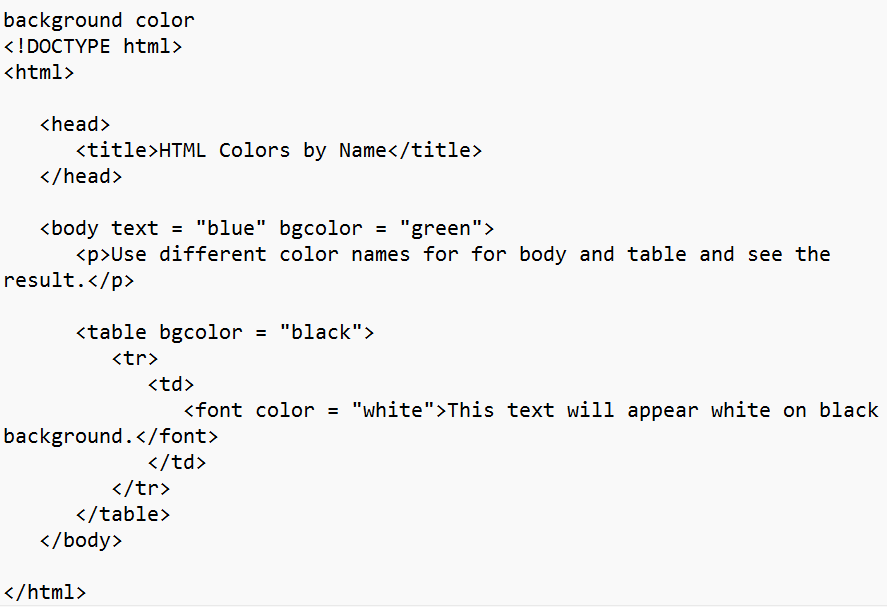 background color
<!DOCTYPE html>
<html>
<head>
<title>HTML Colors by Name</title>
</head>
<body text = "blue" bgcolor = "green">
<p>Use different color names for for body and table and see the
result.</p>
<table bgcolor = "black">
<tr>
<td>
<font color = "white">This text will appear white on black
background.</font>
</td>
</tr>
</table>
</body>
</html>